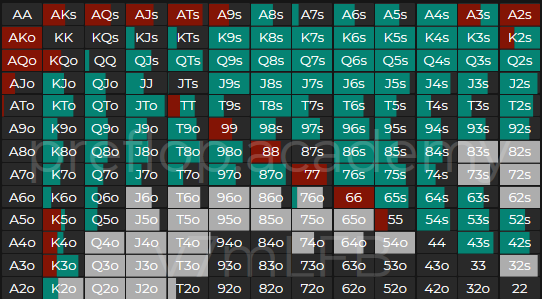 AA AKs AQs AJs ATs A9s A8s A7s A6s A5s A4s A3s A2s
AKo KK KQs KJs KTs K9s K8s K7s K6s K5s K4s K3s K2s
AQo KQo QQ QJs QTs Q9s Q8s Q7s Q6s Q5s Q4s Q3s Q2s
AJo KJo QJo JJ JTs J9s J8s J7s J6s J5s J4s J3s J2s
ATo KTo QTo JTo TT T9s T8s T7s T6s T5s T4s T3s T2s
A9o K9o Q9o J9o T9o 99 98s 97s 96s 95s 94s 93s 92s
A8o K8o Q8o J8o T8o 98o 88 87s 86s 85s 84s 83s 82s
preflop.academy
A7o K7o Q7o J7o T7o 97o 87o 77 76s 75s 74s 73s 72s
A6o K6o Q6o J6o T6o 96o 86o 76o 66 65s 64s 63s 62s
A5o K5o Q5o J5o T5o 95o 85o 75o 65o 55 54s 53s 52s
A4o K4o Q4o J4o T4o 94o 84o 74o 64o 54o 44 43s 42s
A3o K3o Q3o J3o T3o 93o 83o 73o 63o 53o 43o 33 32s
A2o K2o Q2o J2o T2o 92o 82o 72o 62o 52o 42o 32o 22